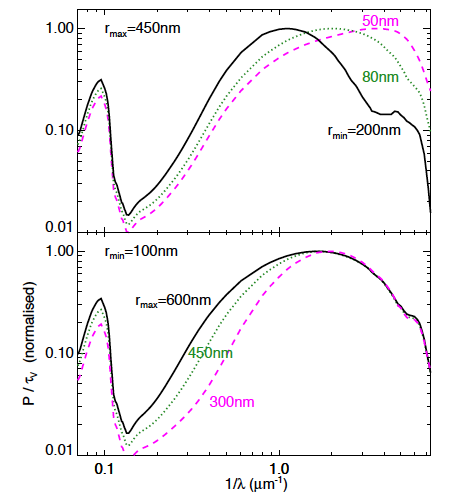 50nm
r_max=450nm
1.00
80nm
r_min=200nm
0.10
0.01
r_min=100nm
1.00
r_max=600nm
P / τ_V (normalised)
0.10
450nm
300nm
0.01
0.1
1.0
1/λ (μm⁻¹)